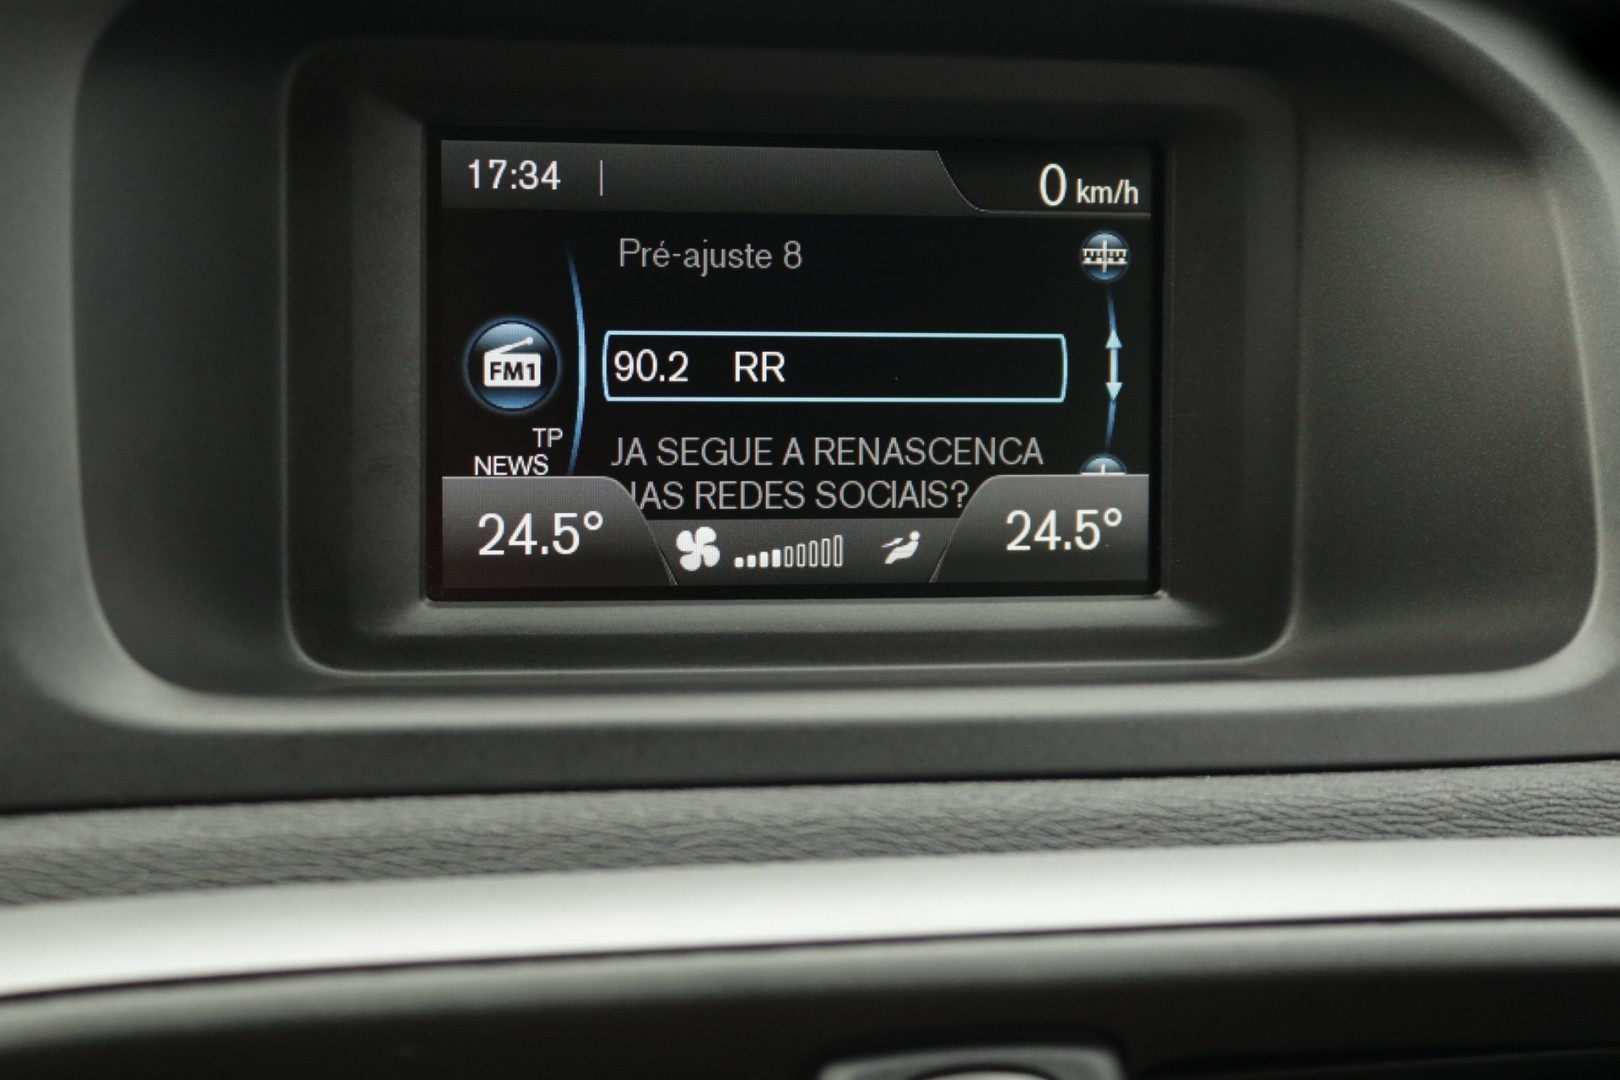 17:34
0 km/h
Pré-ajuste 8
FM1
90.2 RR
TP
NEWS
JA SEGUE A RENASCENCA
NAS REDES SOCIAIS?
24.5°
24.5°